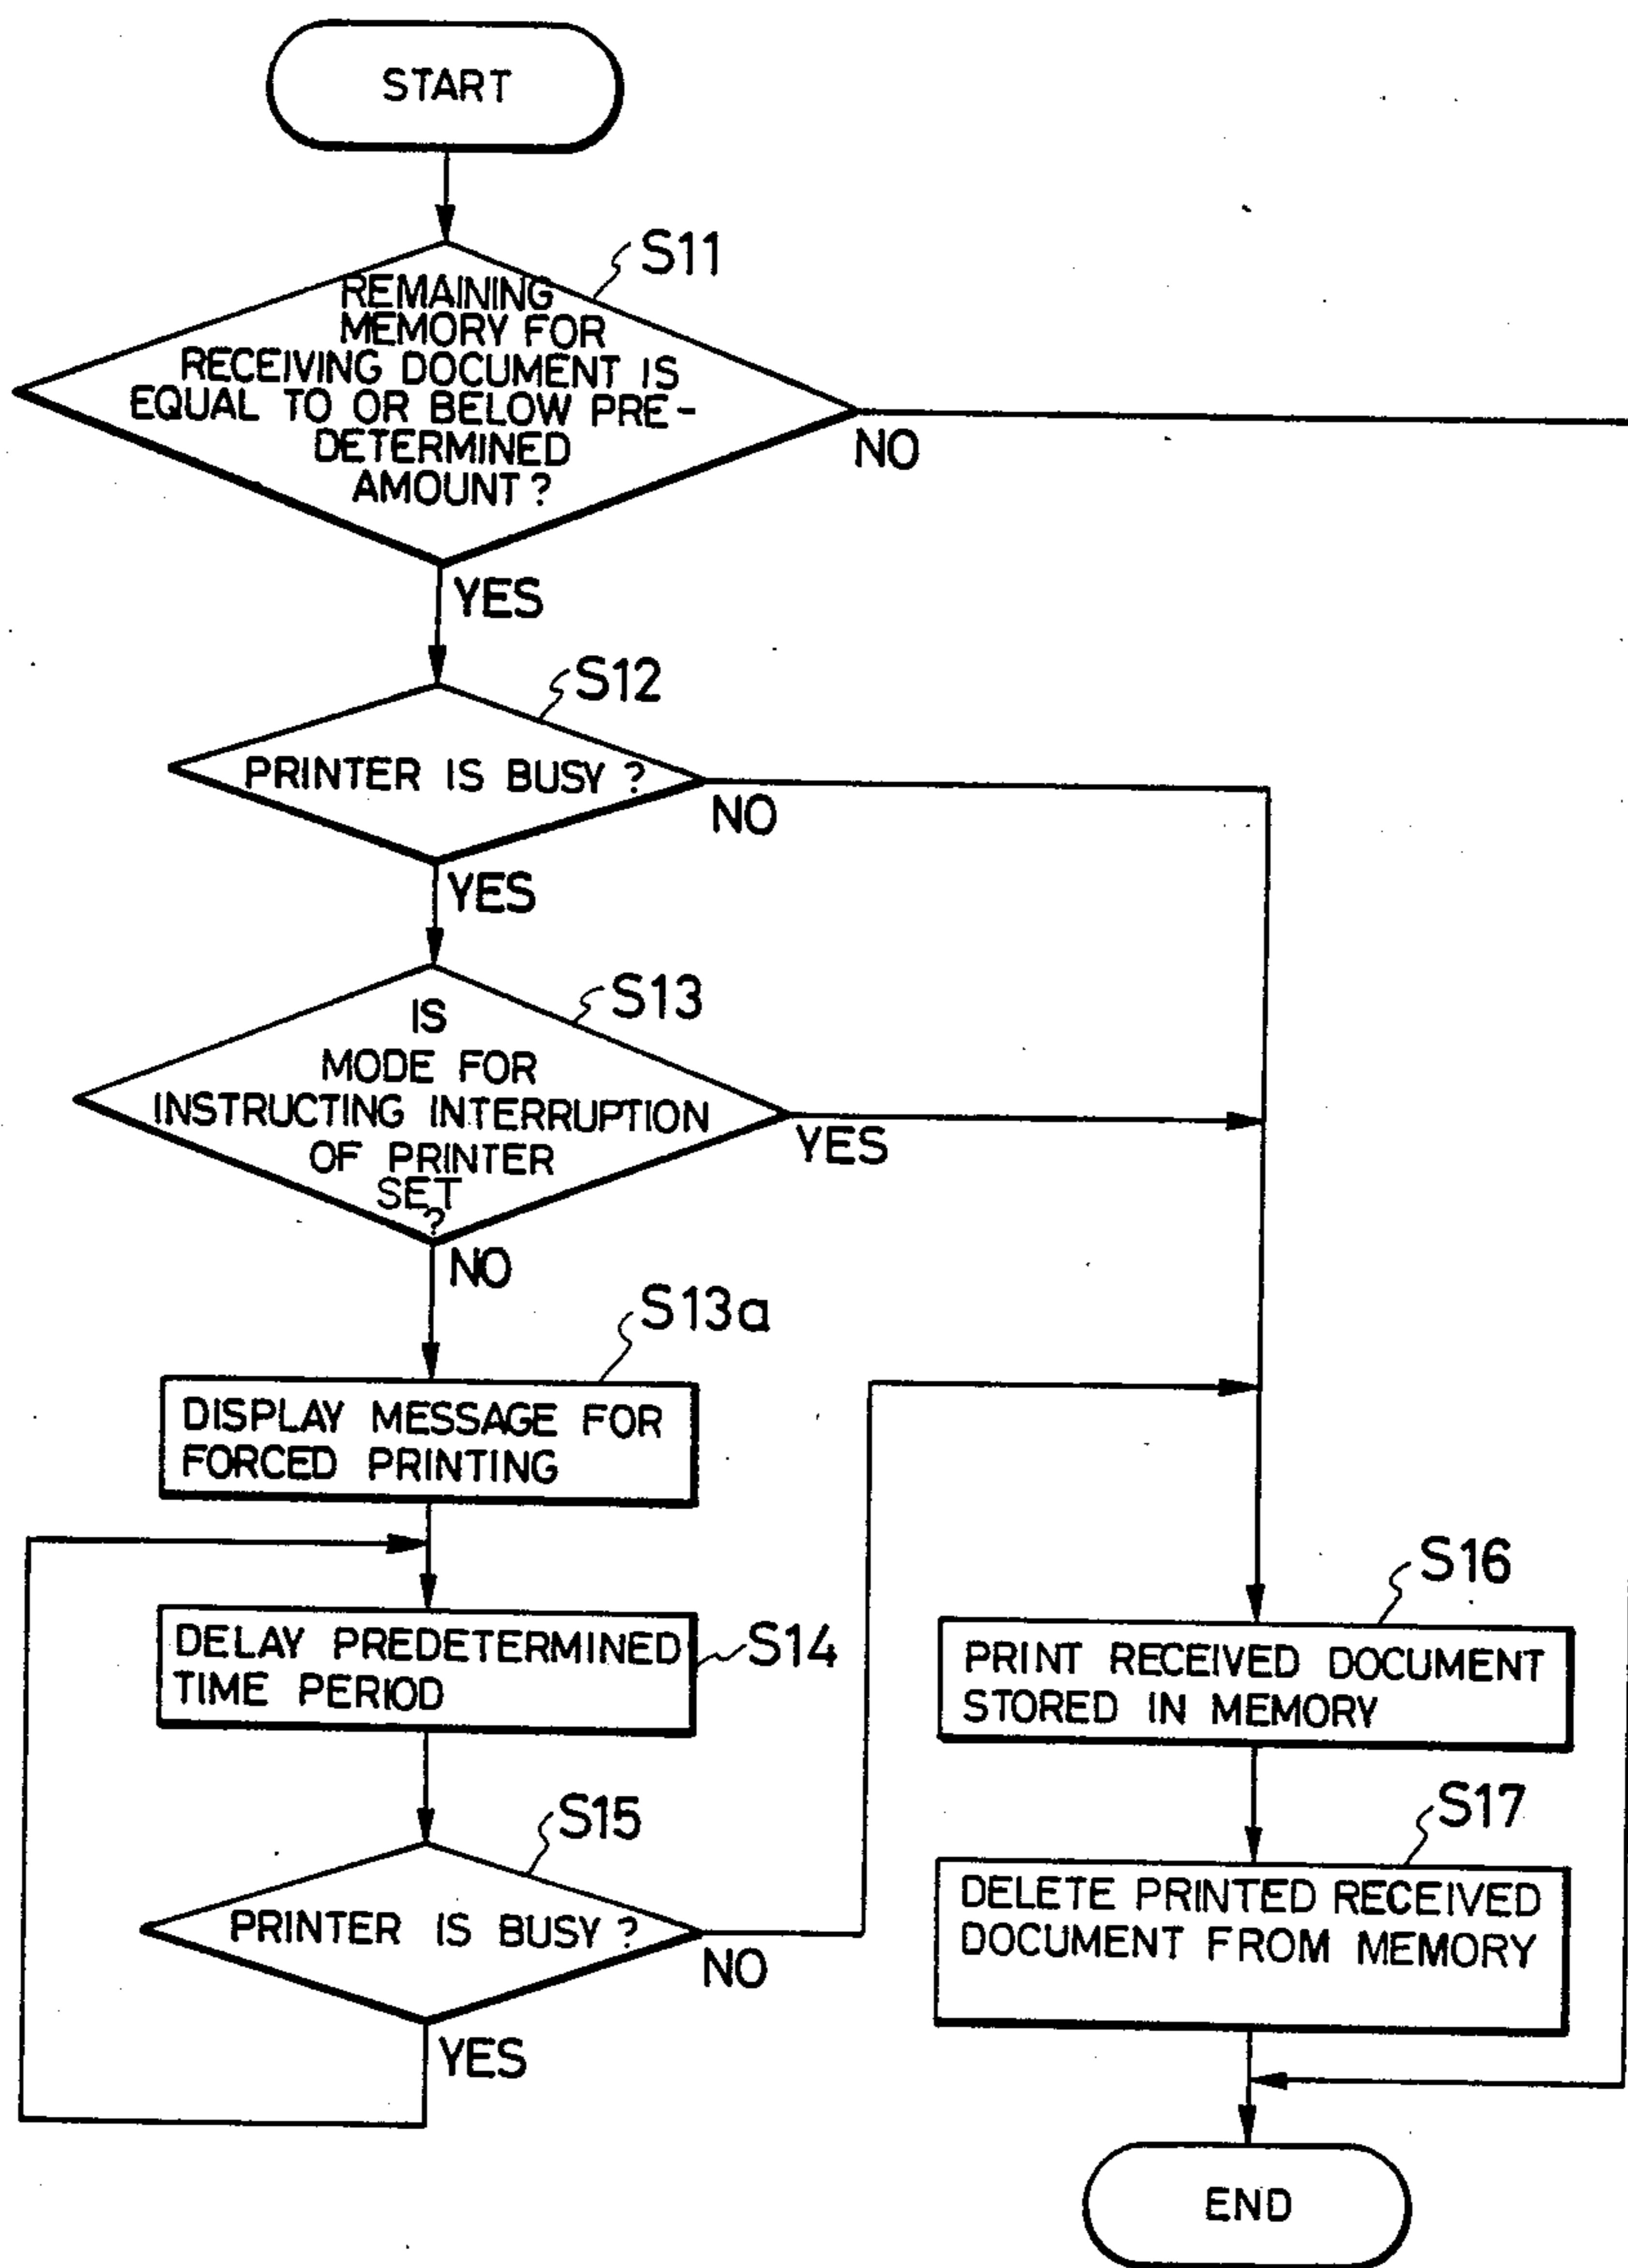 START
S11
REMAINING
MEMORY FOR
RECEIVING DOCUMENT IS
EQUAL TO OR BELOW PRE-
DETERMINED
AMOUNT?
NO
YES
S12
PRINTER IS BUSY?
NO
YES
S13
IS
MODE FOR
INSTRUCTING INTERRUPTION
OF PRINTER
SET
?
YES
NO
S13a
DISPLAY MESSAGE FOR
FORCED PRINTING
S14
DELAY PREDETERMINED
TIME PERIOD
S15
PRINTER IS BUSY?
NO
YES
S16
PRINT RECEIVED DOCUMENT
STORED IN MEMORY
S17
DELETE PRINTED RECEIVED
DOCUMENT FROM MEMORY
END